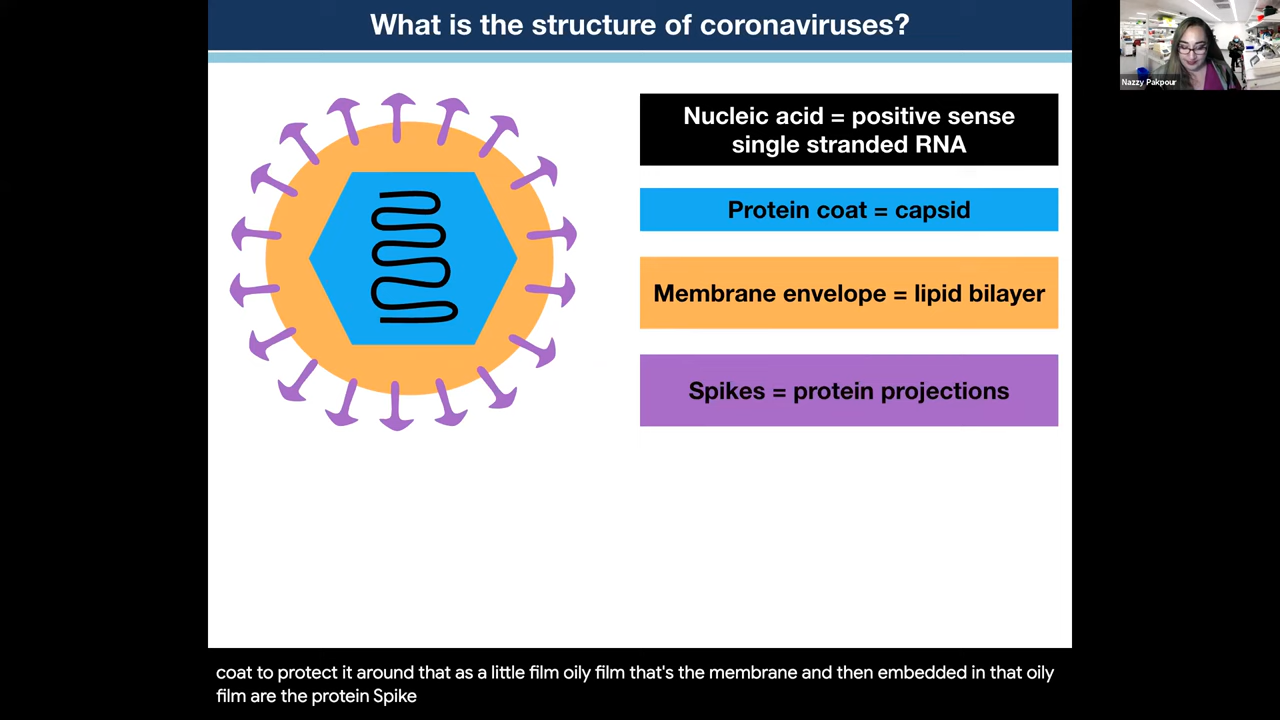 What is the structure of coronaviruses?
Nazzy Pakpour
Nucleic acid = positive sense
single stranded RNA
Protein coat = capsid
Membrane envelope = lipid bilayer
Spikes = protein projections
coat to protect it around that as a little film oily film that's the membrane and then embedded in that oily
film are the protein Spike